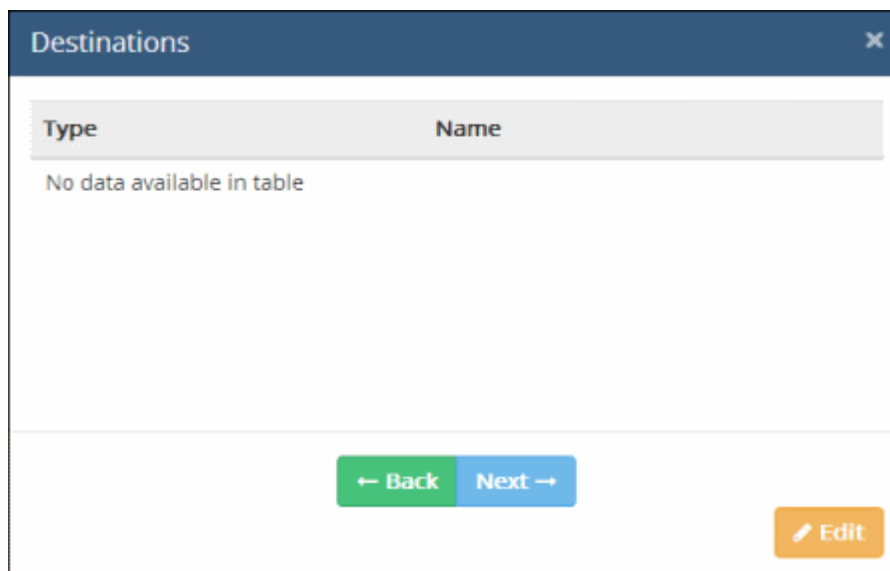 Destinations ×
Type Name
No data available in table
← Back Next →
Edit